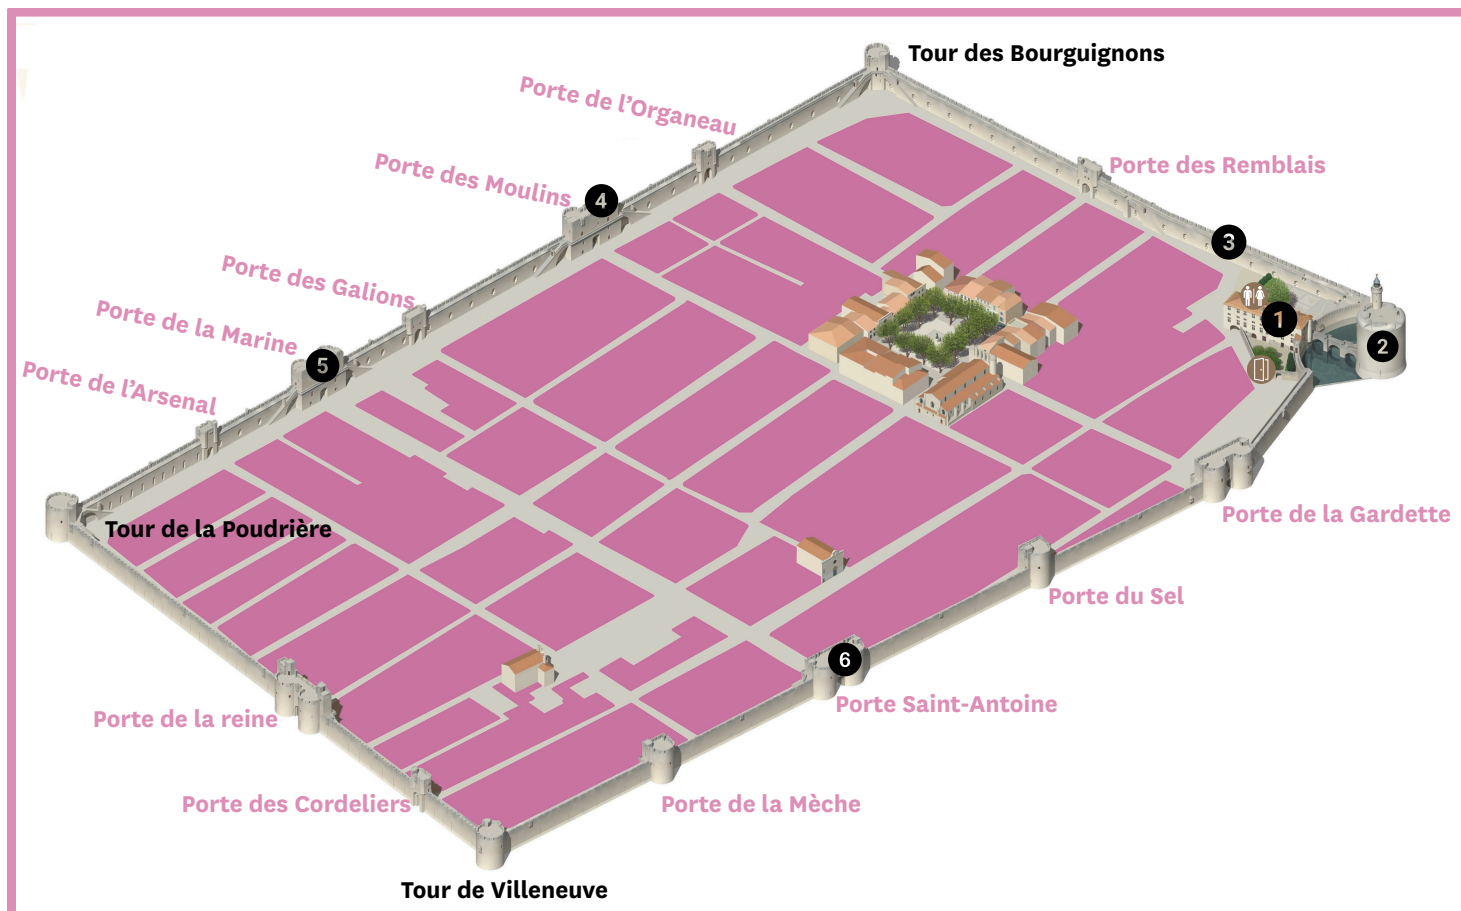 Tour des Bourguignons
Porte de l’Organeau
Porte des Remblais
Porte des Moulins
4
3
Porte des Galions
1
Porte de la Marine
2
5
Porte de l’Arsenal
Porte de la Gardette
Tour de la Poudrière
Porte du Sel
6
Porte Saint-Antoine
Porte de la reine
Porte des Cordeliers
Porte de la Mèche
Tour de Villeneuve